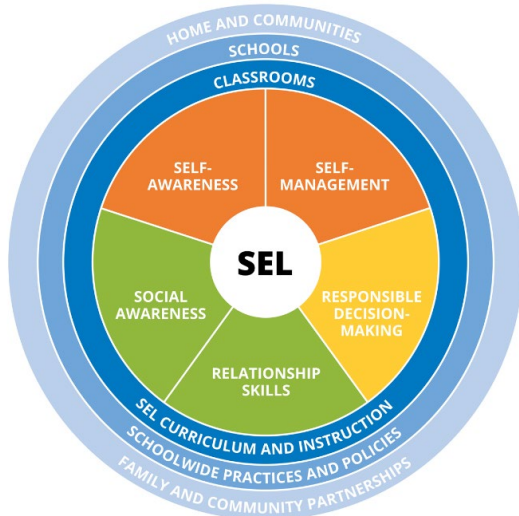 HOME AND COMMUNITIES
SCHOOLS
CLASSROOMS
SELF-
AWARENESS
SELF-
MANAGEMENT
SEL
SOCIAL
AWARENESS
RESPONSIBLE
DECISION-
MAKING
RELATIONSHIP
SKILLS
SEL CURRICULUM AND INSTRUCTION
SCHOOLWIDE PRACTICES AND POLICIES
FAMILY AND COMMUNITY PARTNERSHIPS